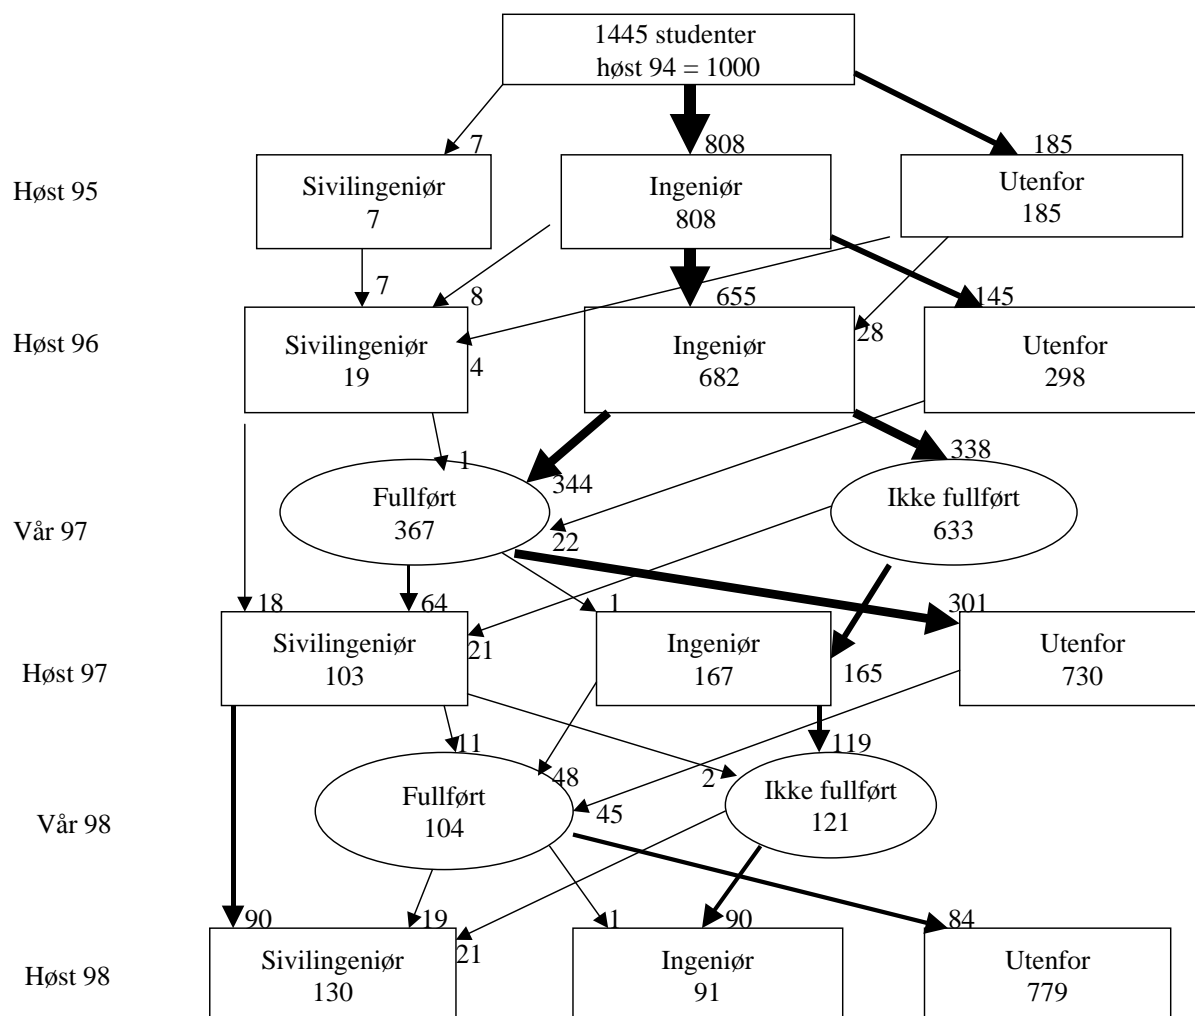 1445 studenter
høst 94 = 1000
7
808
185
Høst 95
Sivilingeniør
7
Ingeniør
808
Utenfor
185
7
8
655
145
28
Høst 96
Sivilingeniør
19
4
Ingeniør
682
Utenfor
298
1
344
338
Vår 97
Fullført
367
22
Ikke fullført
633
18
64
1
301
Høst 97
Sivilingeniør
103
21
Ingeniør
167
165
Utenfor
730
11
48
2
119
Vår 98
Fullført
104
45
Ikke fullført
121
90
19
21
1
90
84
Høst 98
Sivilingeniør
130
Ingeniør
91
Utenfor
779